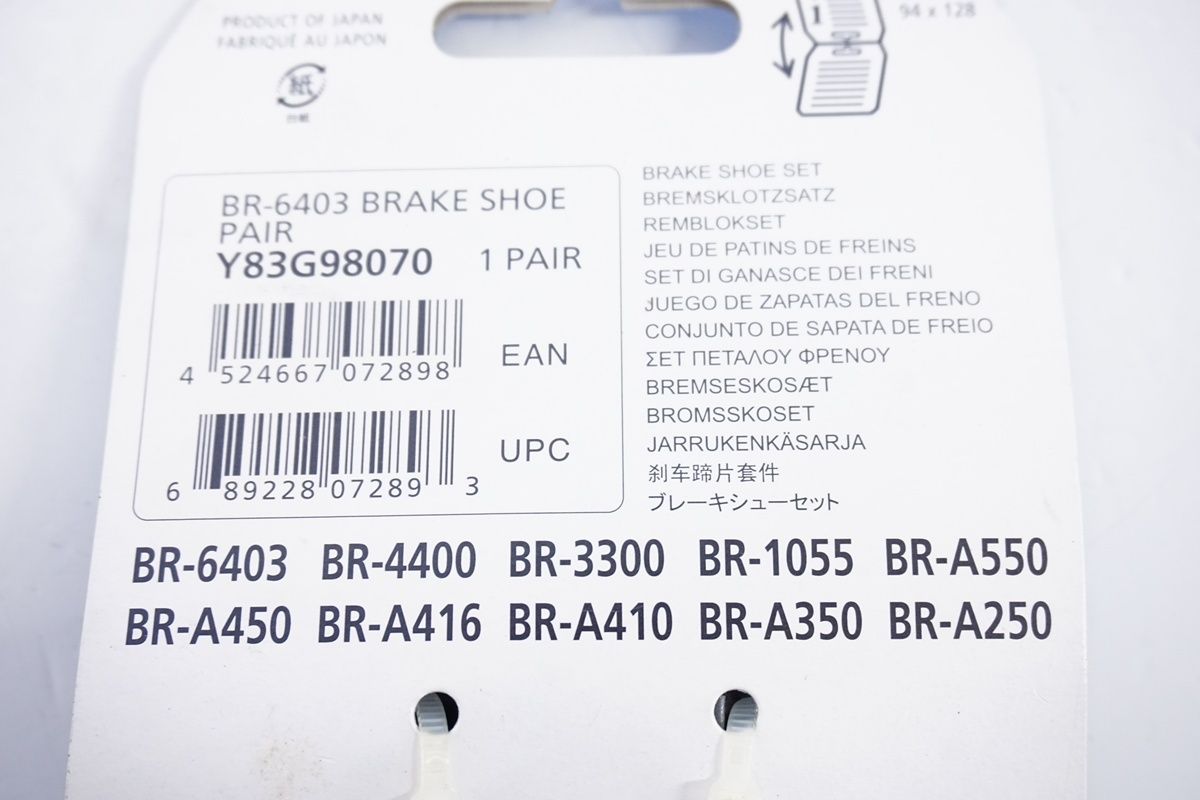 PRODUCT OF JAPAN
FABRIQUÉ AU JAPON
紙
台紙
1
94 x 128
BR-6403 BRAKE SHOE
PAIR
Y83G98070 1 PAIR
4 524667 072898 EAN
6 89228 07289 3 UPC
BRAKE SHOE SET
BREMSKLOTZSATZ
REMBLOKSET
JEU DE PATINS DE FREINS
SET DI GANASCE DEI FRENI
JUEGO DE ZAPATAS DEL FRENO
CONJUNTO DE SAPATA DE FREIO
ΣΕΤ ΠΕΤΑΛΟΥ ΦΡΕΝΟΥ
BREMSESKOSÆT
BROMSSKOSET
JARRUKENKÄSARJA
刹车蹄片套件
ブレーキシューセット
BR-6403 BR-4400 BR-3300 BR-1055 BR-A550
BR-A450 BR-A416 BR-A410 BR-A350 BR-A250